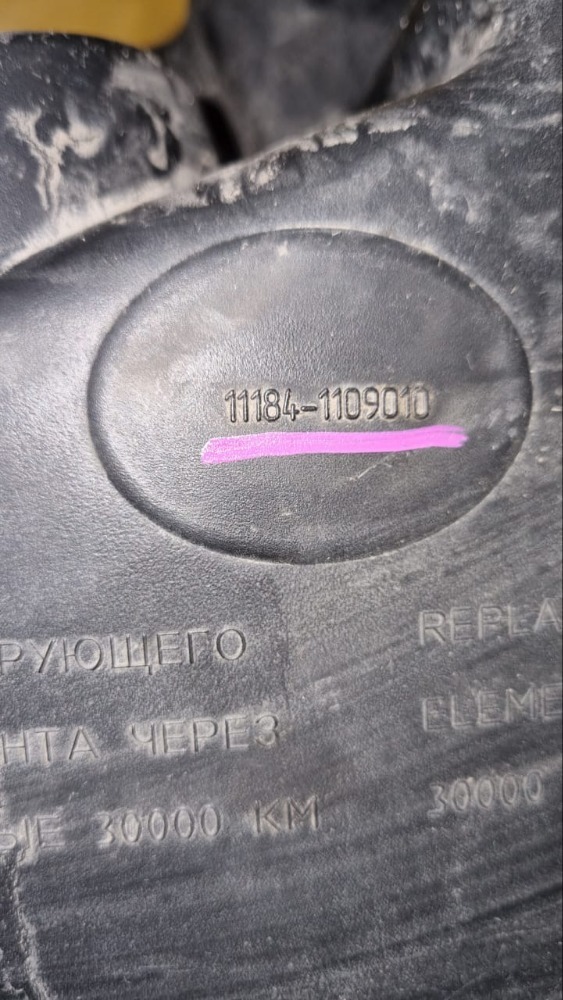 11184-1109010
РУЮЩЕГО
НТА ЧЕРЕЗ
ЫЕ 30000 КМ
REPLA
ELEME
30000